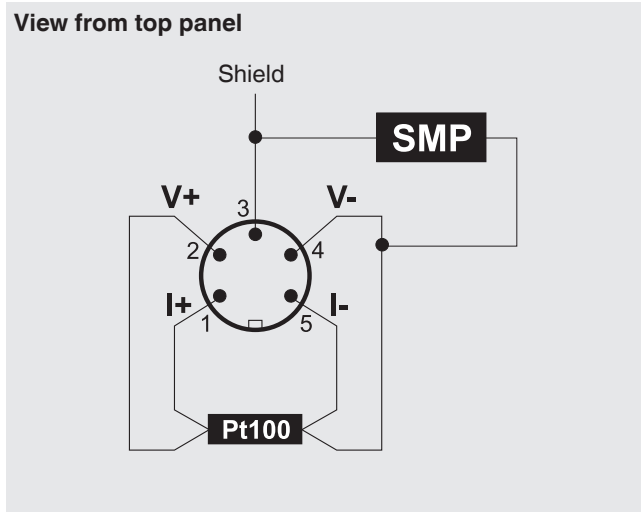 View from top panel
Shield
SMP
V+
3
V-
2
4
I+
I-
1
5
Pt100